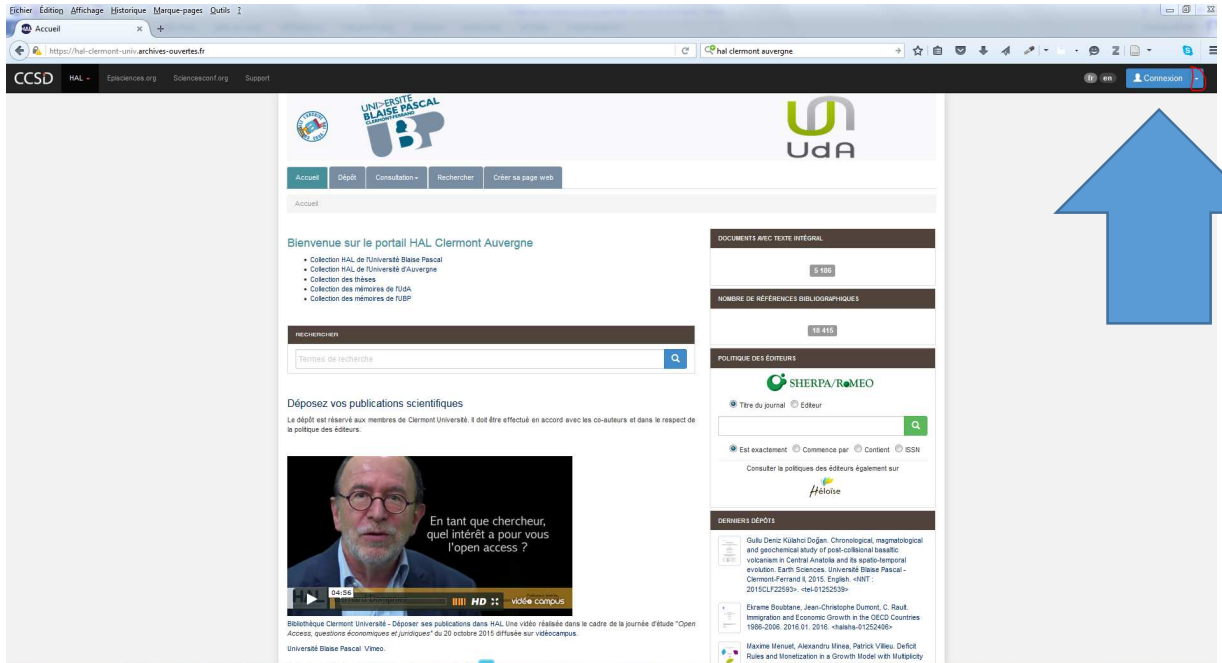 Fichier Édition Affichage Historique Marque-pages Outils ?
Accueil
https://hal-clermont-univ.archives-ouvertes.fr
hal clermont auvergne
CCSD HAL Episciences.org Sciencesconf.org Support
fr en Connexion
UNIVERSITE BLAISE PASCAL
CLERMONT-FERRAND
UBP
UdA
Accueil Dépôt Consultation Rechercher Créer sa page web
Accueil
Bienvenue sur le portail HAL Clermont Auvergne
• Collection HAL de l'Université Blaise Pascal
• Collection HAL de l'Université d'Auvergne
• Collection des thèses
• Collection des mémoires de l'UdA
• Collection des mémoires de l'UBP
RECHERCHER
Termes de recherche
Déposez vos publications scientifiques
Le dépôt est réservé aux membres de Clermont Université. Il doit être effectué en accord avec les co-auteurs et dans le respect de
la politique des éditeurs.
En tant que chercheur,
quel intérêt a pour vous
l'open access ?
04:56
HD vidéo campus
Bibliothèque Clermont Université - Déposer ses publications dans HAL Une vidéo réalisée dans le cadre de la journée d'étude "Open
Access, questions économiques et juridiques" du 20 octobre 2015 diffusée sur vidéocampus.
Université Blaise Pascal Vimeo.
DOCUMENTS AVEC TEXTE INTÉGRAL
5 186
NOMBRE DE RÉFÉRENCES BIBLIOGRAPHIQUES
18 415
POLITIQUE DES ÉDITEURS
SHERPA/RoMEO
Titre du journal Editeur
Est exactement Commence par Contient ISSN
Consulter la politiques des éditeurs également sur
Héloïse
DERNIERS DÉPÔTS
Gullu Deniz Külahci Doğan. Chronological, magmatological
and geochemical study of post-collisional basaltic
volcanism in Central Anatolia and its spatio-temporal
evolution. Earth Sciences. Université Blaise Pascal -
Clermont-Ferrand II, 2015. English. <NNT :
2015CLF22593>. <tel-01252539>
Ekrame Boubtane, Jean-Christophe Dumont, C. Rault.
Immigration and Economic Growth in the OECD Countries
1986-2006. 2016.01. 2016. <halshs-01252406>
Maxime Menuet, Alexandru Minea, Patrick Villieu. Deficit
Rules and Monetization in a Growth Model with Multiplicity